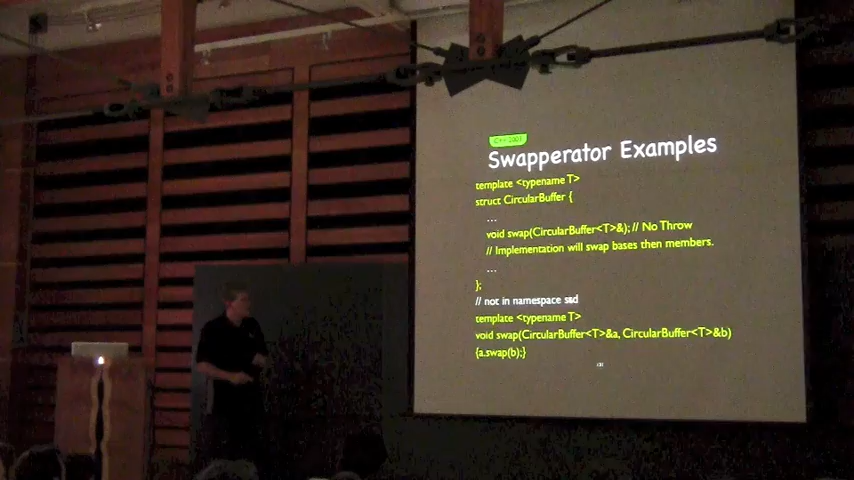 C++ 2003
Swapperator Examples
template <typename T>
struct CircularBuffer {
...
void swap(CircularBuffer<T>&); // No Throw
// Implementation will swap bases then members.
...
};
// not in namespace std
template <typename T>
void swap(CircularBuffer<T>&a, CircularBuffer<T>&b)
{a.swap(b);}